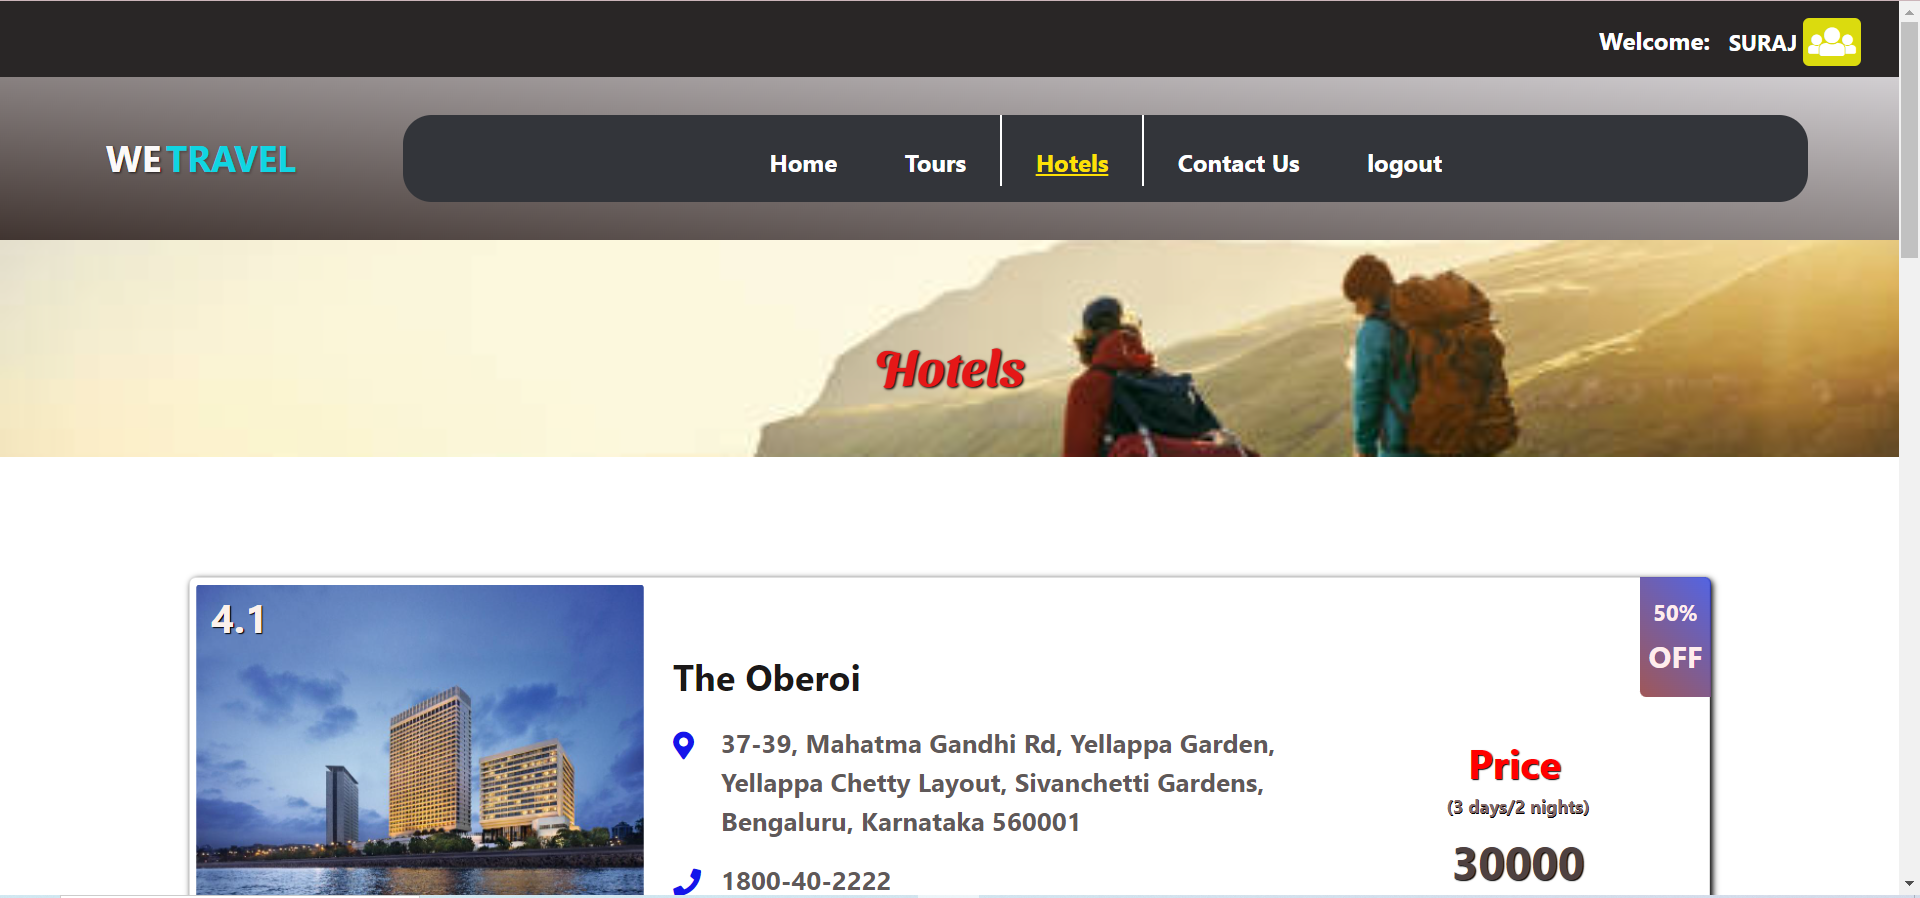 Welcome: SURAJ
WE TRAVEL
Home Tours Hotels Contact Us logout
Hotels
4.1
50%
OFF
The Oberoi
37-39, Mahatma Gandhi Rd, Yellappa Garden,
Yellappa Chetty Layout, Sivanchetti Gardens,
Bengaluru, Karnataka 560001
1800-40-2222
Price
(3 days/2 nights)
30000